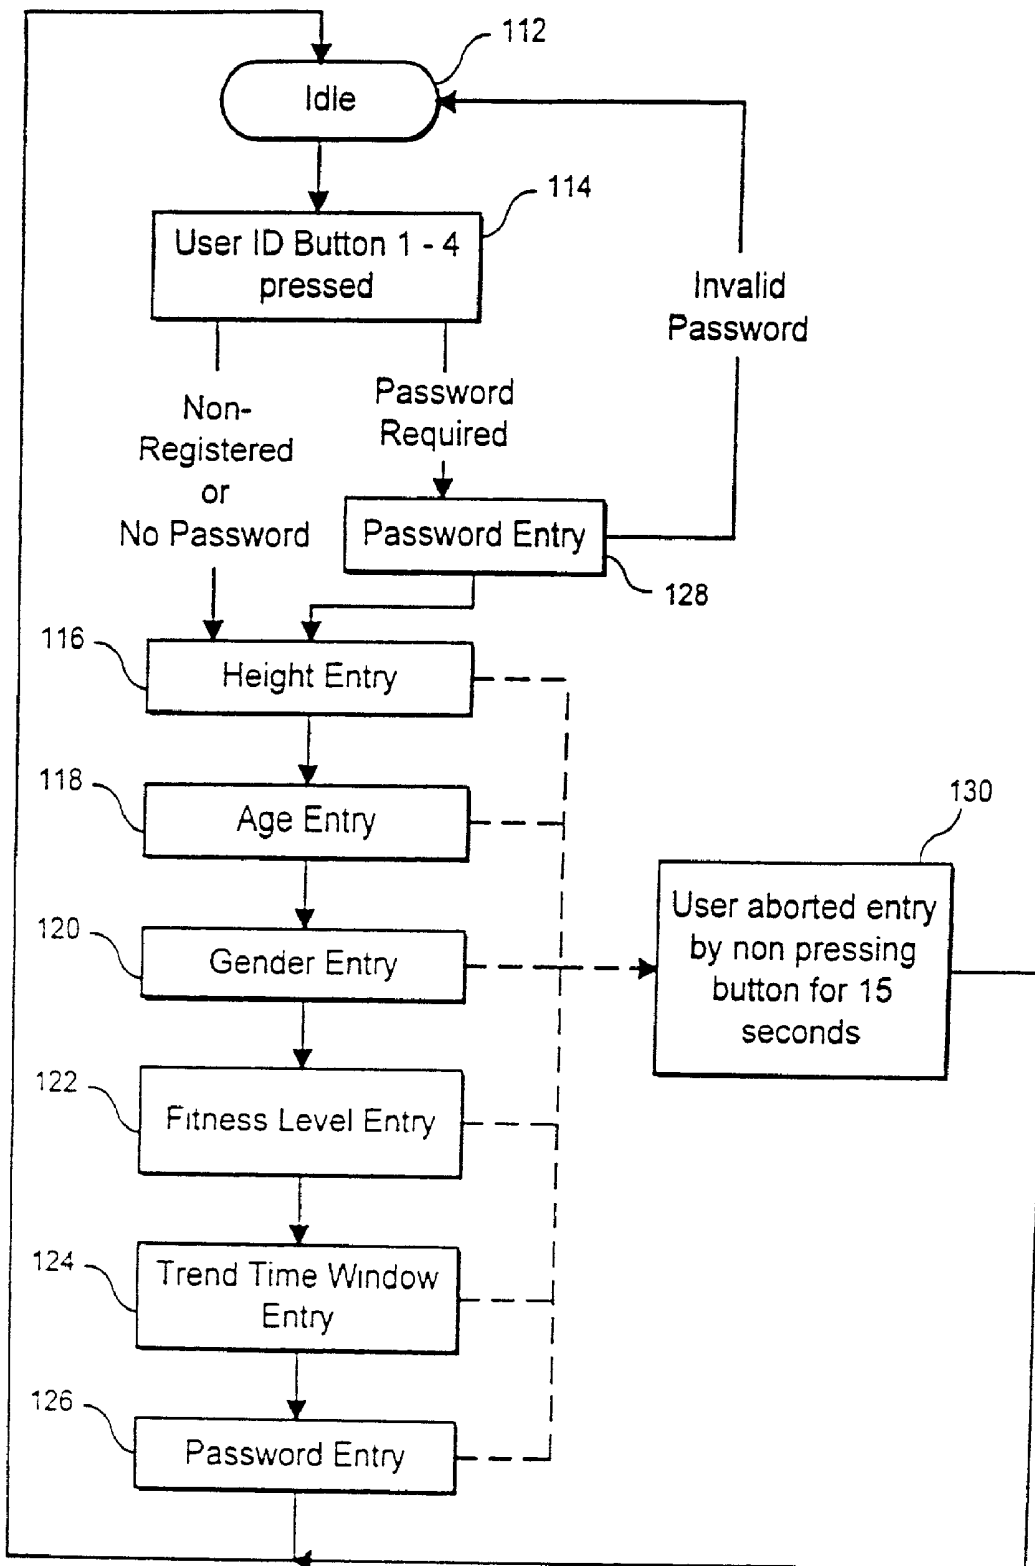 112
Idle
114
User ID Button 1 - 4
pressed
Invalid
Password
Non-
Registered
or
No Password
Password
Required
Password Entry
128
116
Height Entry
118
Age Entry
130
User aborted entry
by non pressing
button for 15
seconds
120
Gender Entry
122
Fitness Level Entry
124
Trend Time Window
Entry
126
Password Entry